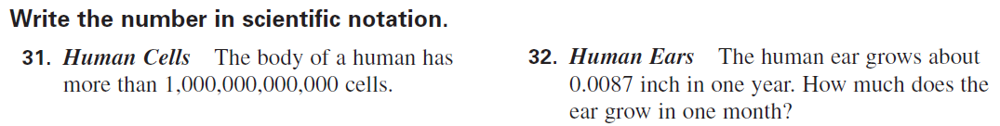 Write the number in scientific notation.
31. Human Cells The body of a human has
more than 1,000,000,000,000 cells.
32. Human Ears The human ear grows about
0.0087 inch in one year. How much does the
ear grow in one month?